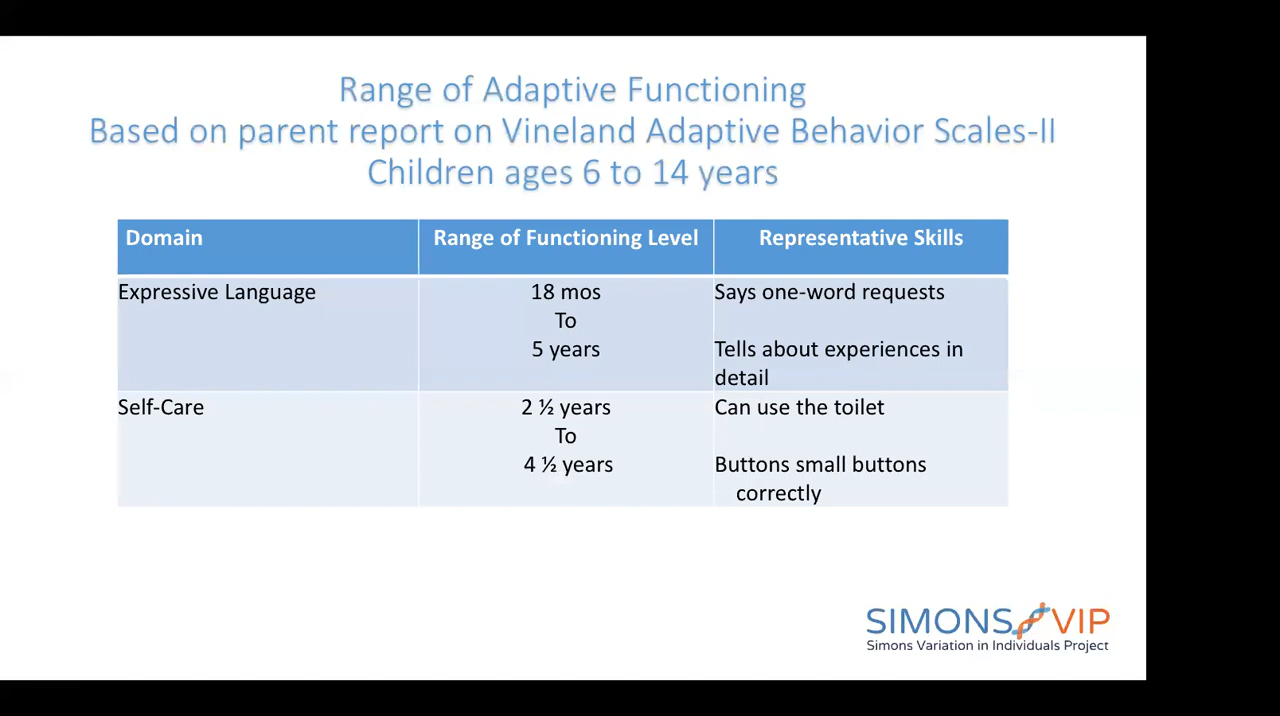 Range of Adaptive Functioning
Based on parent report on Vineland Adaptive Behavior Scales-II
Children ages 6 to 14 years
Domain
Range of Functioning Level
Representative Skills
Expressive Language
18 mos
To
5 years
Says one-word requests
Tells about experiences in
detail
Self-Care
2 ½ years
To
4 ½ years
Can use the toilet
Buttons small buttons
correctly
SIMONS VIP
Simons Variation in Individuals Project